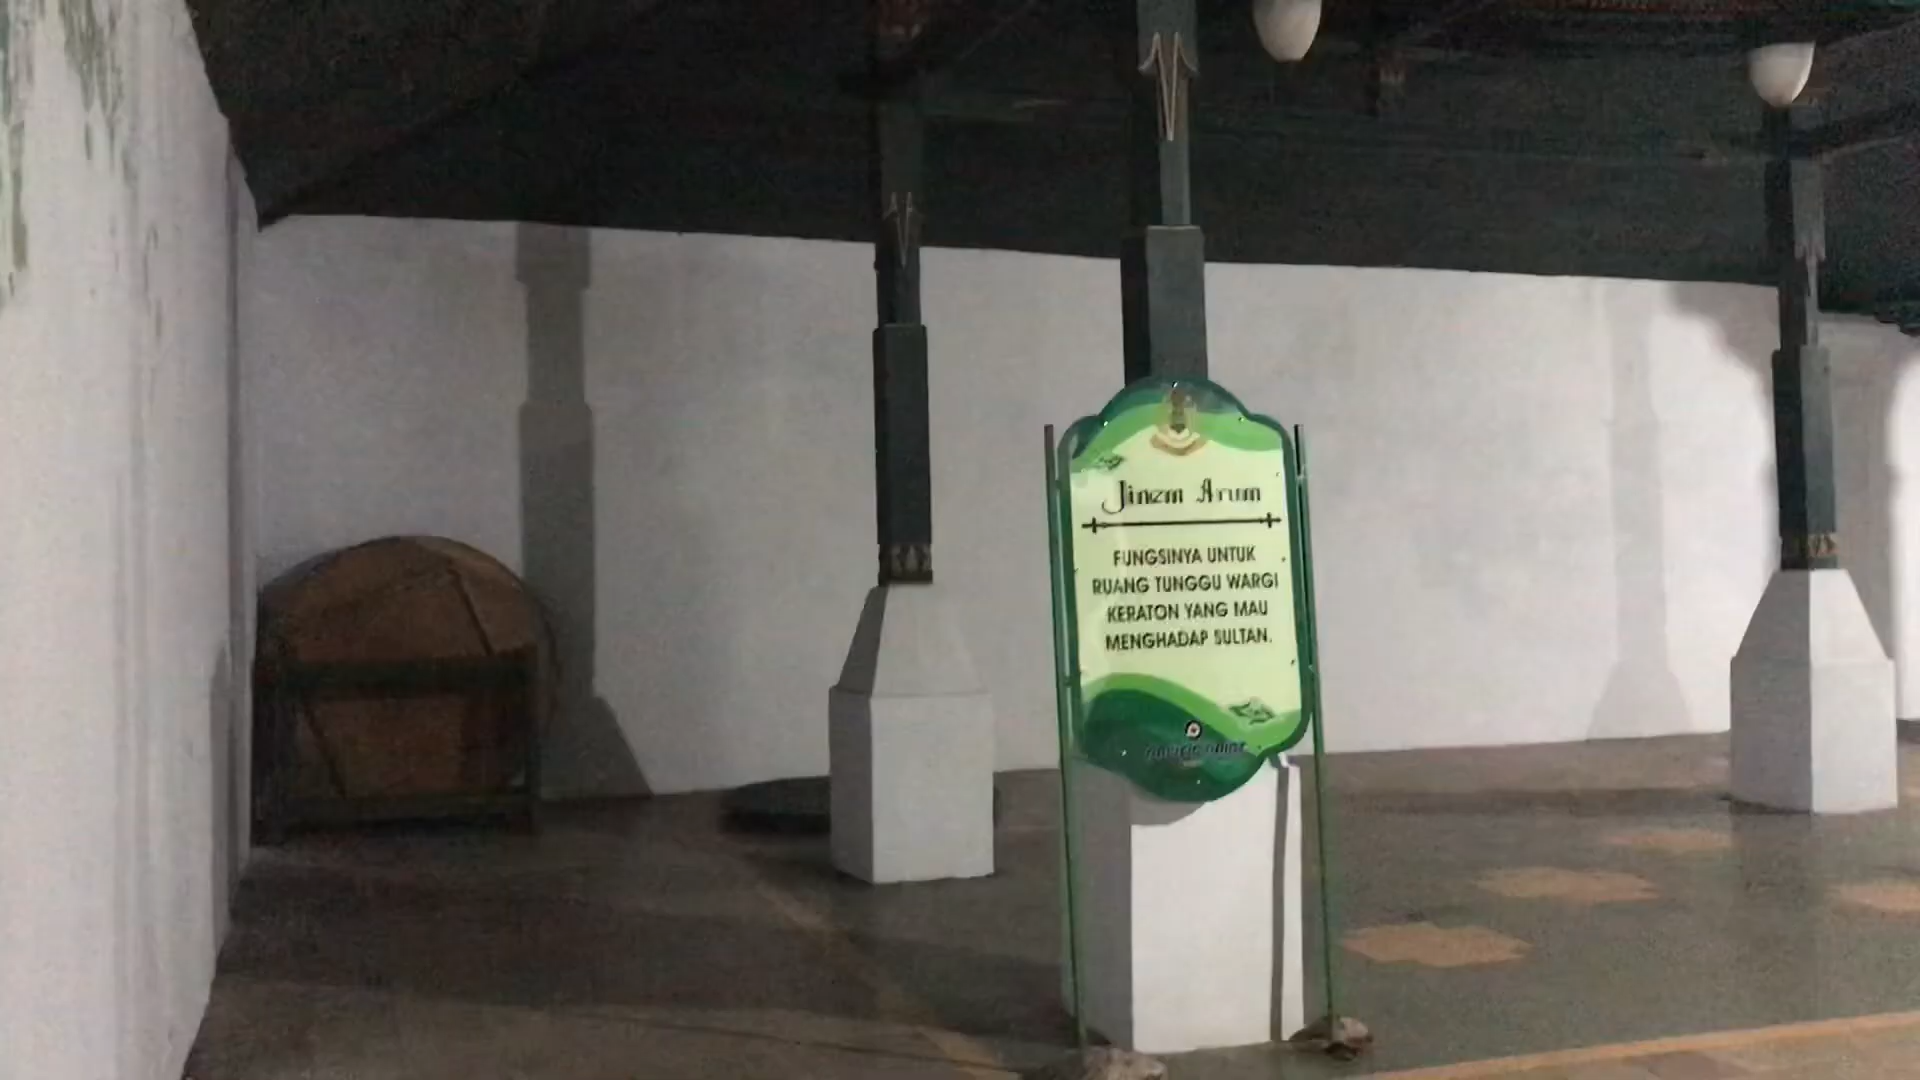 Jinem Arum
FUNGSINYA UNTUK
RUANG TUNGGU WARGI
KERATON YANG MAU
MENGHADAP SULTAN.